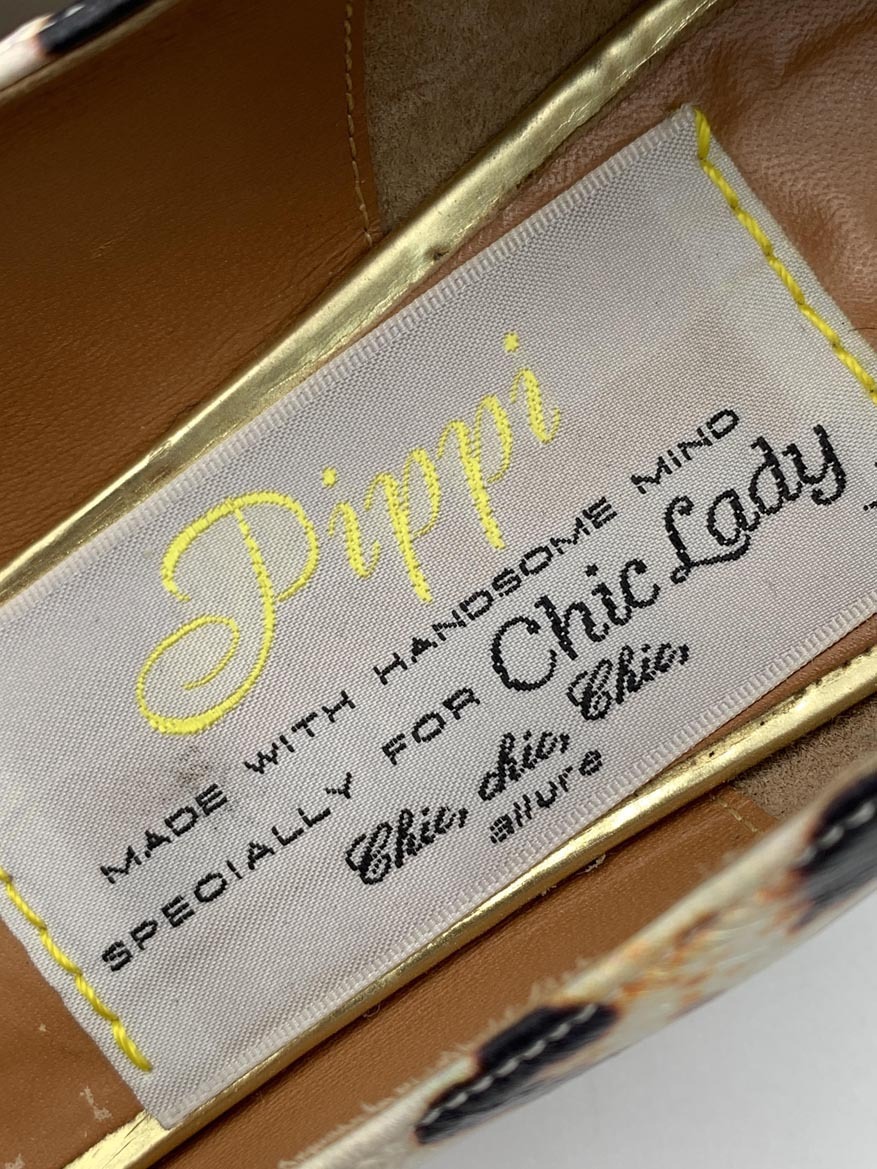 Pippi
MADE WITH HANDSOME MIND
SPECIALLY FOR Chic Lady
Chic, chic, Chic,
allure